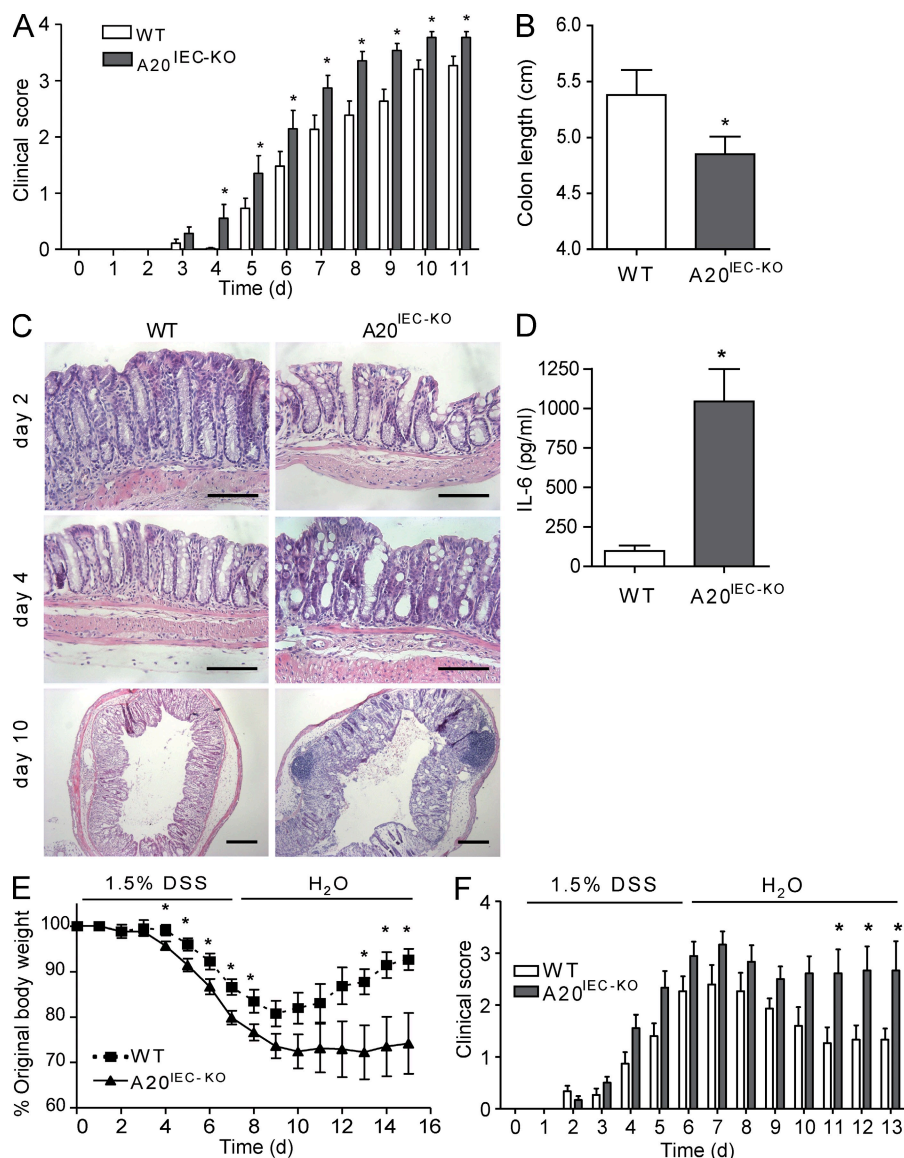 A
WT
A20IEC-KO
Clinical score
4
3
2
1
0
* * * * * * * *
0 1 2 3 4 5 6 7 8 9 10 11
Time (d)
B
Colon length (cm)
6.0
5.5
5.0
4.5
4.0
*
WT A20IEC-KO
C
WT A20IEC-KO
day 2
day 4
day 10
D
IL-6 (pg/ml)
1250
1000
750
500
250
0
*
WT A20IEC-KO
E
1.5% DSS H2O
% Original body weight
100
90
80
70
60
* * * * * * * *
WT
A20IEC-KO
0 2 4 6 8 10 12 14 16
Time (d)
F
1.5% DSS H2O
Clinical score
4
3
2
1
0
WT
A20IEC-KO
* * *
0 1 2 3 4 5 6 7 8 9 10 11 12 13
Time (d)